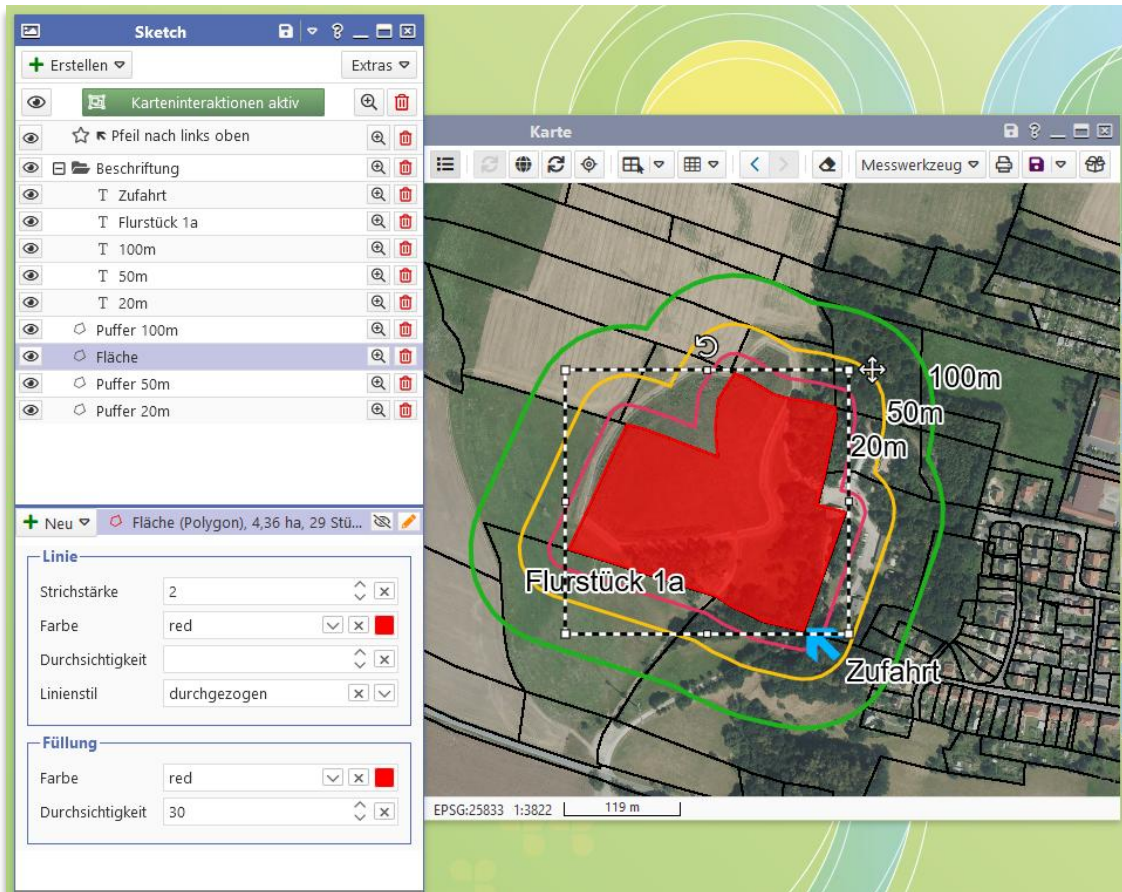 Sketch
Erstellen
Extras
Karteninteraktionen aktiv
Pfeil nach links oben
Beschriftung
T Zufahrt
T Flurstück 1a
T 100m
T 50m
T 20m
Puffer 100m
Fläche
Puffer 50m
Puffer 20m
Neu
Fläche (Polygon), 4,36 ha, 29 Stü...
Linie
Strichstärke 2
Farbe red
Durchsichtigkeit
Linienstil durchgezogen
Füllung
Farbe red
Durchsichtigkeit 30
Karte
Messwerkzeug
100m
50m
20m
Flurstück 1a
Zufahrt
EPSG:25833 1:3822 119 m